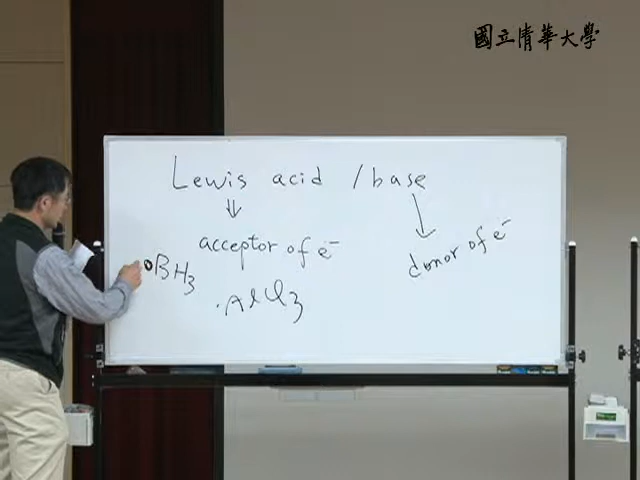 國立清華大學
Lewis acid / base
⇓ ↓
acceptor of e⁻
donor of e⁻
BH₃
·AlCl₃